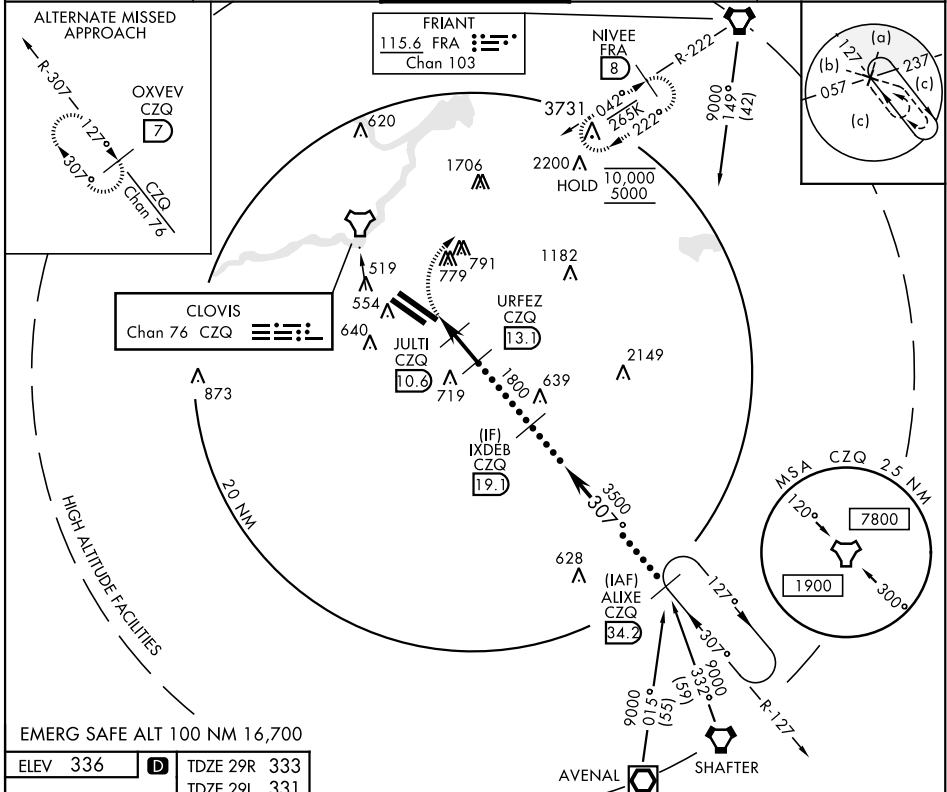 ALTERNATE MISSED
APPROACH
R-307
OXVEV
CZQ
7
127°
307°
CZQ
Chan 76
FRIANT
115.6 FRA
Chan 103
NIVEE
FRA
8
R-222
3731
042°
265K
222°
2200
HOLD
10,000
5000
9000
149°
(42)
(a)
127
237
(b)
(c)
057
(c)
620
1706
791
779
1182
519
554
640
CLOVIS
Chan 76 CZQ
JULTI
CZQ
10.6
URFEZ
CZQ
13.1
719
1800
639
2149
873
(IF)
IXDEB
CZQ
19.1
20 NM
HIGH ALTITUDE FACILITIES
3500
307°
MSA CZQ 25 NM
120°
7800
1900
300°
628
(IAF)
ALIXE
CZQ
34.2
127°
307°
R-127
9000
015°
(55)
9000
332°
(59)
AVENAL
SHAFTER
EMERG SAFE ALT 100 NM 16,700
ELEV 336
D
TDZE 29R 333
TDZE 29L 331